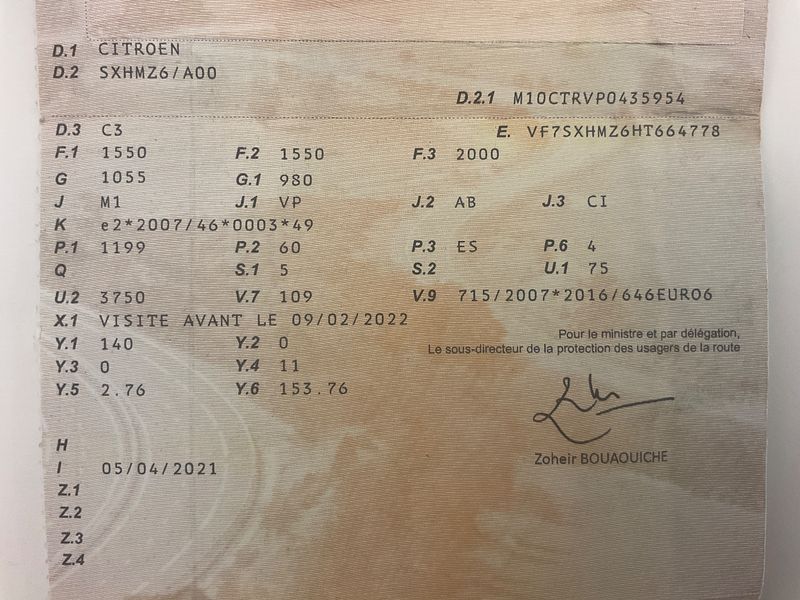 D.1 CITROEN
D.2 SXHMZ6/A00
D.2.1 M10CTRVP0435954
D.3 C3 E. VF7SXHMZ6HT664778
F.1 1550 F.2 1550 F.3 2000
G 1055 G.1 980
J M1 J.1 VP J.2 AB J.3 CI
K e2*2007/46*0003*49
P.1 1199 P.2 60 P.3 ES P.6 4
Q S.1 5 S.2 U.1 75
U.2 3750 V.7 109 V.9 715/2007*2016/646EURO6
X.1 VISITE AVANT LE 09/02/2022
Pour le ministre et par délégation,
Y.1 140 Y.2 0
Le sous-directeur de la protection des usagers de la route
Y.3 0 Y.4 11
Y.5 2.76 Y.6 153.76
H
Zoheir BOUAOUICHE
I 05/04/2021
Z.1
Z.2
Z.3
Z.4